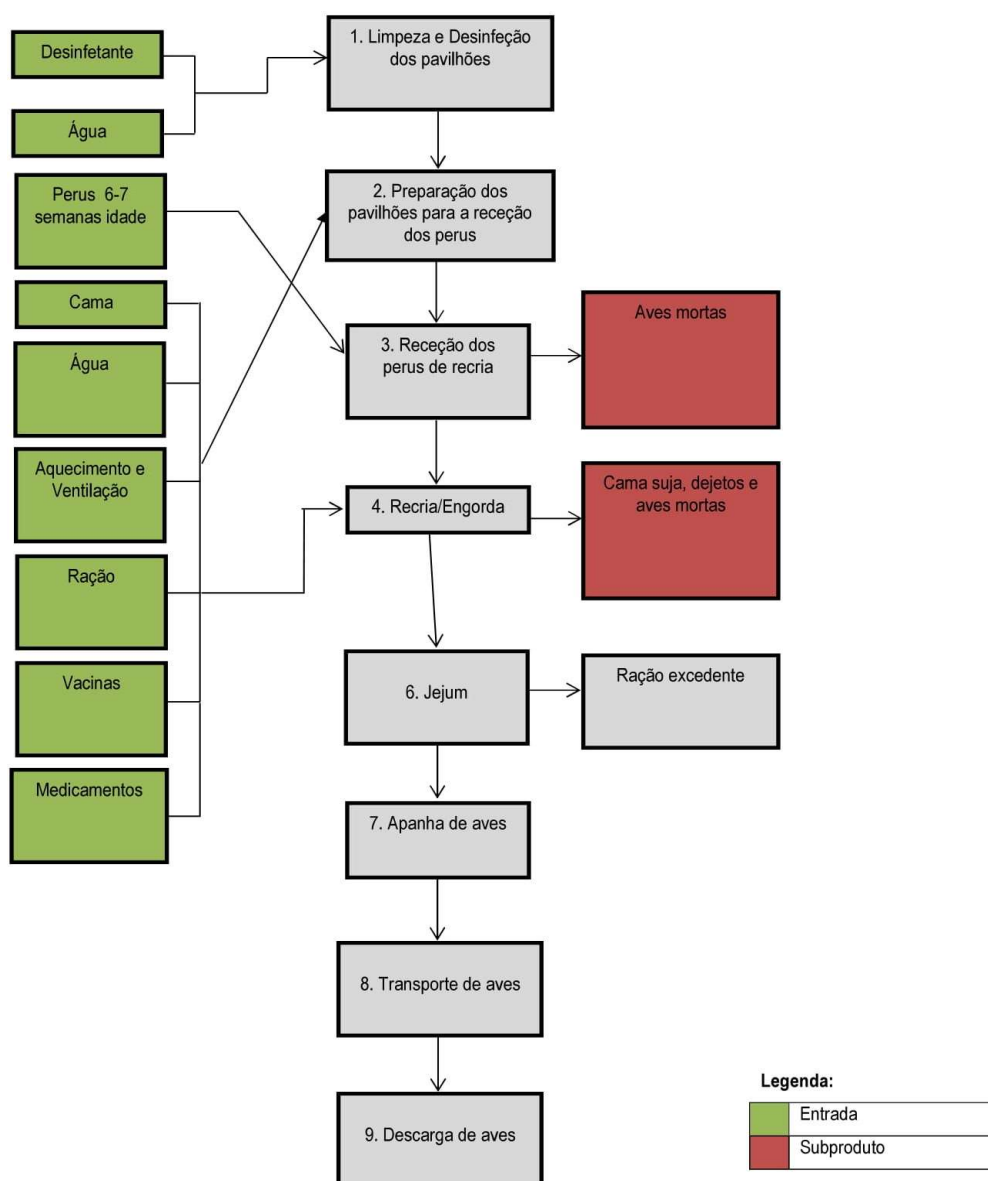 Desinfetante
Água
1. Limpeza e Desinfeção
dos pavilhões
Perus 6-7
semanas idade
2. Preparação dos
pavilhões para a receção
dos perus
Cama
Água
Aquecimento e
Ventilação
Ração
Vacinas
Medicamentos
3. Receção dos
perus de recria
Aves mortas
4. Recria/Engorda
Cama suja, dejetos e
aves mortas
6. Jejum
Ração excedente
7. Apanha de aves
8. Transporte de aves
9. Descarga de aves
Legenda:
Entrada
Subproduto